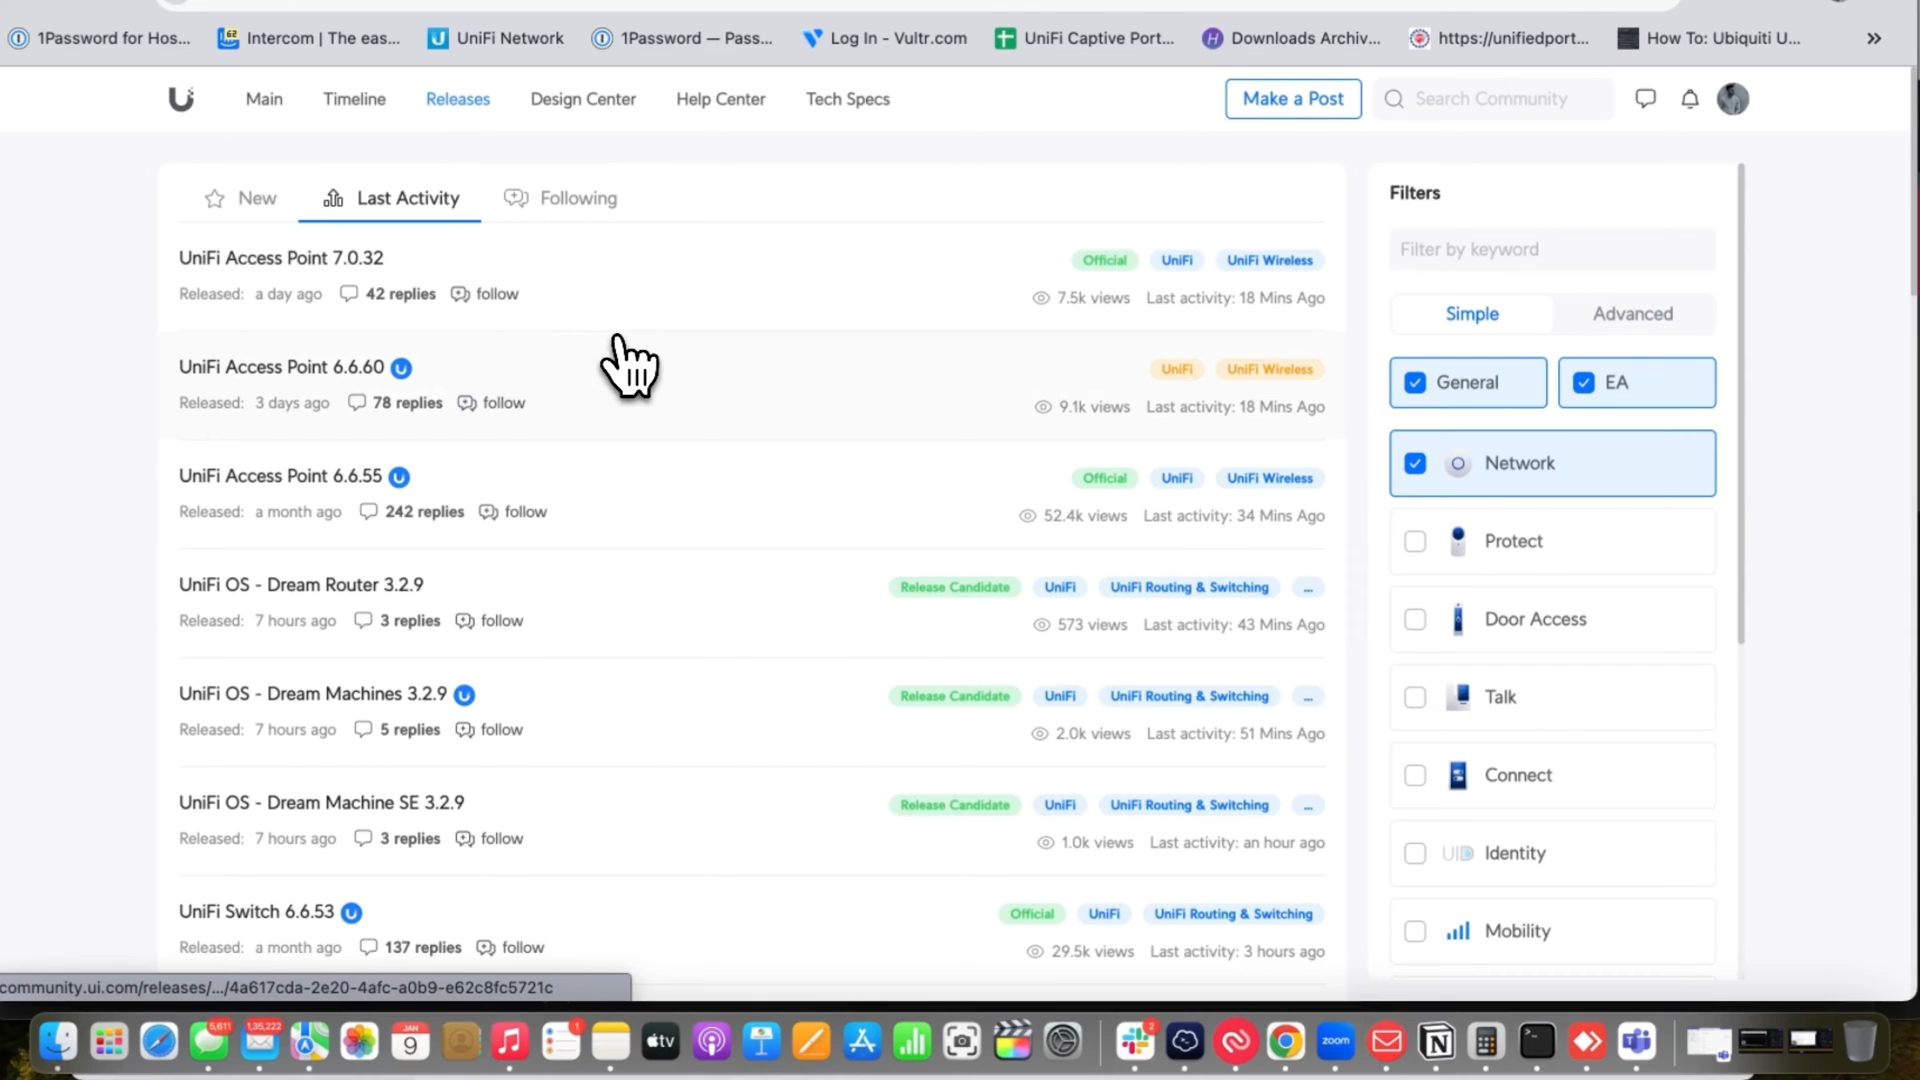 1Password for Hos...
Intercom | The eas...
UniFi Network
1Password — Pass...
Log In - Vultr.com
UniFi Captive Port...
Downloads Archiv...
https://unifiedport...
How To: Ubiquiti U...
»
Main
Timeline
Releases
Design Center
Help Center
Tech Specs
Make a Post
Search Community
New
Last Activity
Following
UniFi Access Point 7.0.32
Official UniFi UniFi Wireless
Released: a day ago 42 replies follow
7.5k views Last activity: 18 Mins Ago
UniFi Access Point 6.6.60
UniFi UniFi Wireless
Released: 3 days ago 78 replies follow
9.1k views Last activity: 18 Mins Ago
UniFi Access Point 6.6.55
Official UniFi UniFi Wireless
Released: a month ago 242 replies follow
52.4k views Last activity: 34 Mins Ago
UniFi OS - Dream Router 3.2.9
Release Candidate UniFi UniFi Routing & Switching ...
Released: 7 hours ago 3 replies follow
573 views Last activity: 43 Mins Ago
UniFi OS - Dream Machines 3.2.9
Release Candidate UniFi UniFi Routing & Switching ...
Released: 7 hours ago 5 replies follow
2.0k views Last activity: 51 Mins Ago
UniFi OS - Dream Machine SE 3.2.9
Release Candidate UniFi UniFi Routing & Switching ...
Released: 7 hours ago 3 replies follow
1.0k views Last activity: an hour ago
UniFi Switch 6.6.53
Official UniFi UniFi Routing & Switching
Released: a month ago 137 replies follow
29.5k views Last activity: 3 hours ago
Filters
Filter by keyword
Simple
Advanced
General
EA
Network
Protect
Door Access
Talk
Connect
UID Identity
Mobility
community.ui.com/releases/.../4a617cda-2e20-4afc-a0b9-e62c8fc5721c
5,611
1,35,222
JAN
9
1
tv
2
zoom